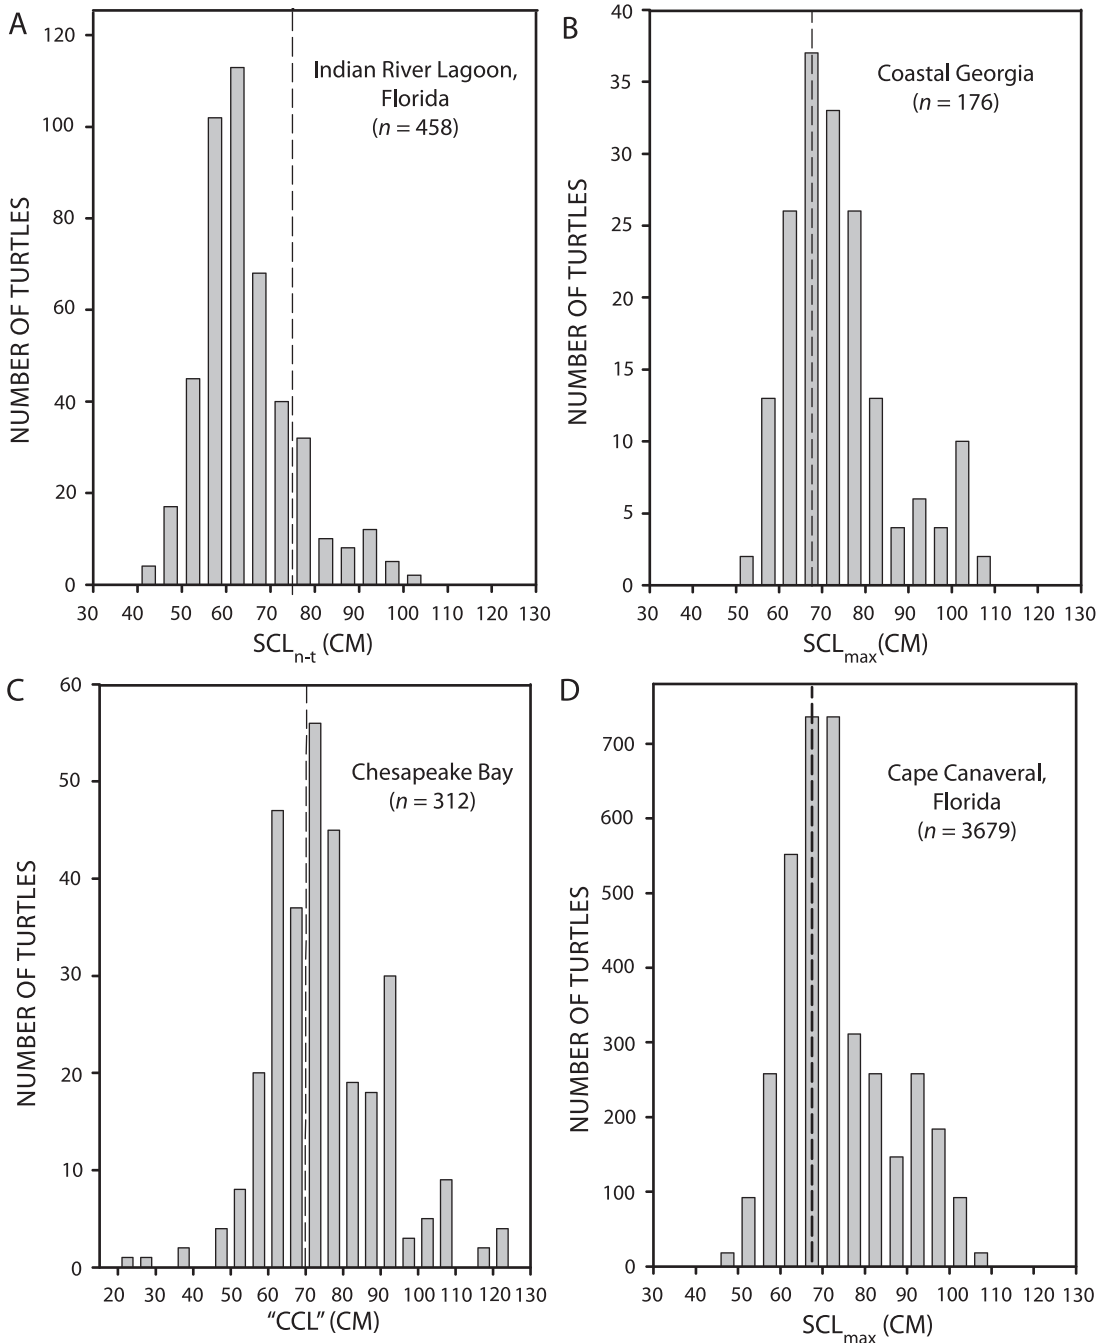 A
Indian River Lagoon,
Florida
(n = 458)
NUMBER OF TURTLES
120
100
80
60
40
20
0
30 40 50 60 70 80 90 100 110 120 130
SCLn-t (CM)
B
Coastal Georgia
(n = 176)
NUMBER OF TURTLES
40
35
30
25
20
15
10
5
0
30 40 50 60 70 80 90 100 110 120 130
SCLmax(CM)
C
Chesapeake Bay
(n = 312)
NUMBER OF TURTLES
60
50
40
30
20
10
0
20 30 40 50 60 70 80 90 100 110 120 130
"CCL" (CM)
D
Cape Canaveral,
Florida
(n = 3679)
NUMBER OF TURTLES
700
600
500
400
300
200
100
0
30 40 50 60 70 80 90 100 110 120 130
SCLmax (CM)